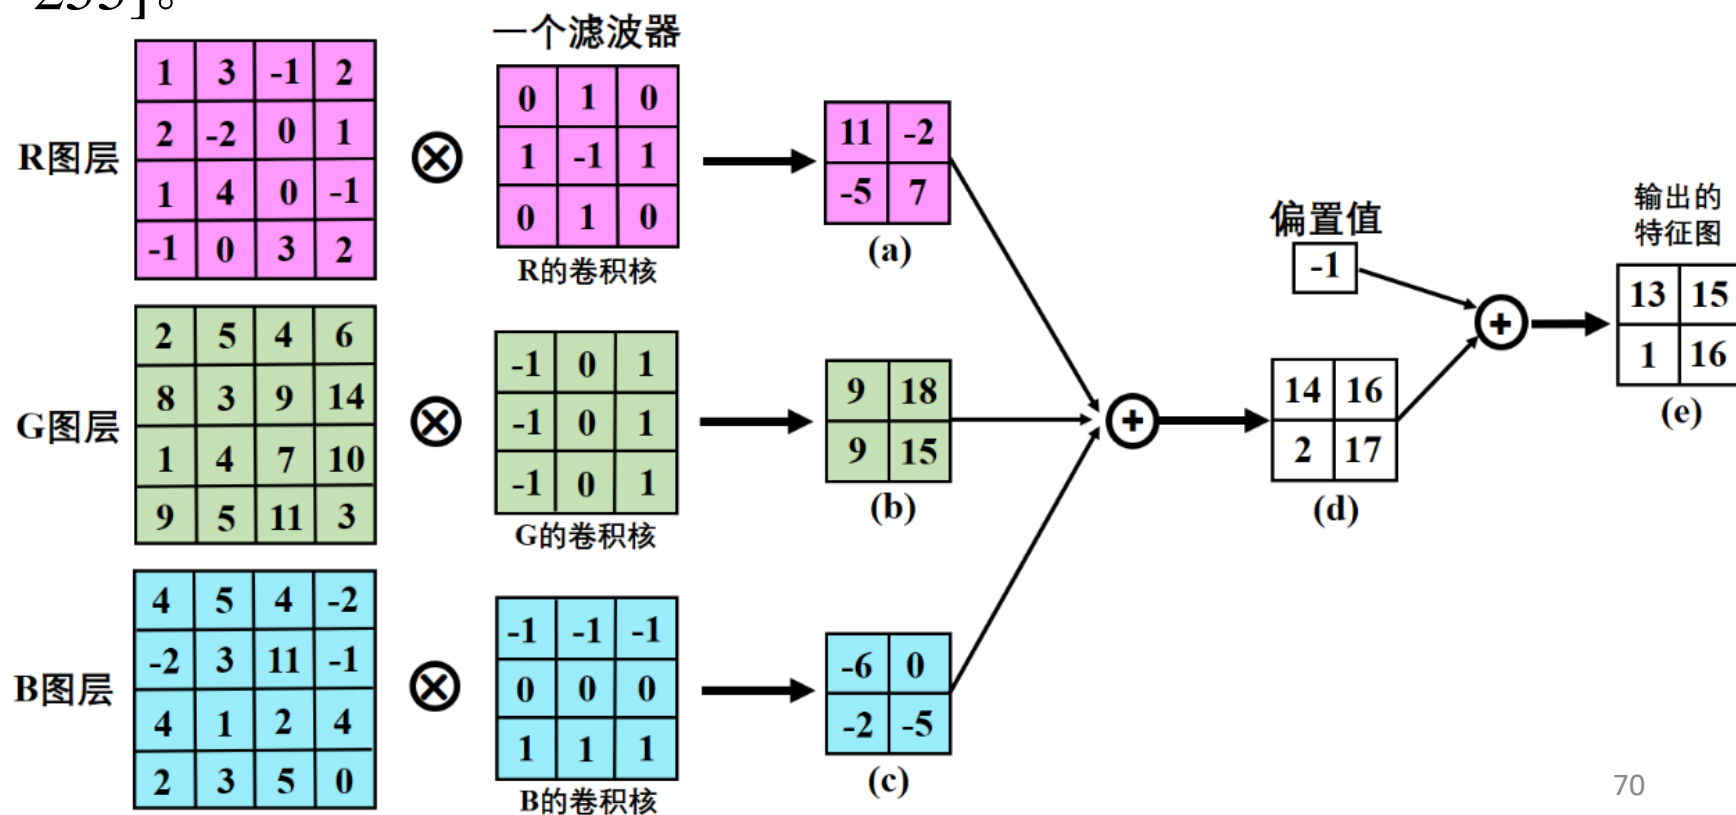 255]。
一个滤波器
R图层
1 3 -1 2
2 -2 0 1
1 4 0 -1
-1 0 3 2
0 1 0
1 -1 1
0 1 0
R的卷积核
11 -2
-5 7
(a)
G图层
2 5 4 6
8 3 9 14
1 4 7 10
9 5 11 3
-1 0 1
-1 0 1
-1 0 1
G的卷积核
9 18
9 15
(b)
B图层
4 5 4 -2
-2 3 11 -1
4 1 2 4
2 3 5 0
-1 -1 -1
0 0 0
1 1 1
B的卷积核
-6 0
-2 -5
(c)
偏置值
-1
14 16
2 17
(d)
输出的
特征图
13 15
1 16
(e)
70